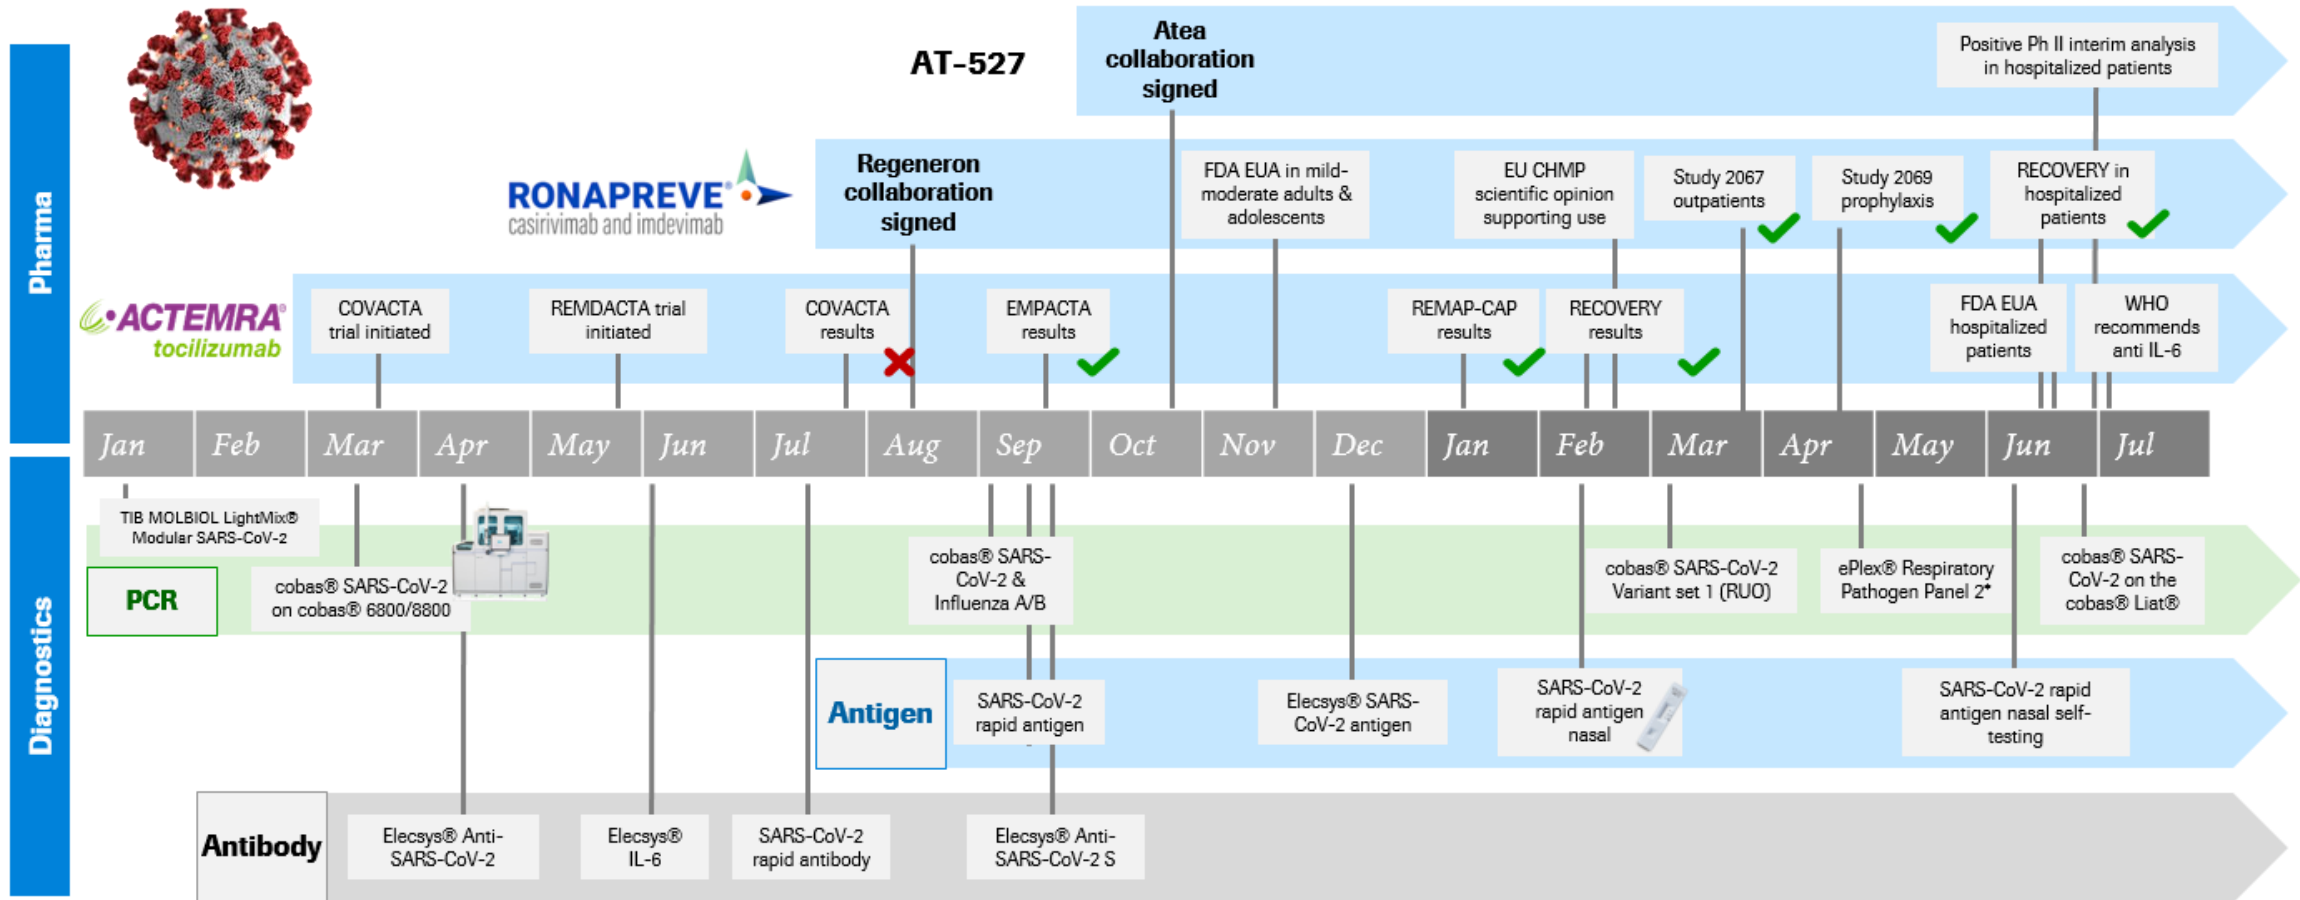 Pharma
Diagnostics
AT-527
Atea
collaboration
signed
Positive Ph II interim analysis
in hospitalized patients
RONAPREVE®
casirivimab and imdevimab
Regeneron
collaboration
signed
FDA EUA in mild-
moderate adults &
adolescents
EU CHMP
scientific opinion
supporting use
Study 2067
outpatients
Study 2069
prophylaxis
RECOVERY in
hospitalized
patients
ACTEMRA®
tocilizumab
COVACTA
trial initiated
REMDACTA trial
initiated
COVACTA
results
EMPACTA
results
REMAP-CAP
results
RECOVERY
results
FDA EUA
hospitalized
patients
WHO
recommends
anti IL-6
Jan Feb Mar Apr May Jun Jul Aug Sep Oct Nov Dec Jan Feb Mar Apr May Jun Jul
TIB MOLBIOL LightMix®
Modular SARS-CoV-2
PCR
cobas® SARS-CoV-2
on cobas® 6800/8800
cobas® SARS-
CoV-2 &
Influenza A/B
cobas® SARS-CoV-2
Variant set 1 (RUO)
ePlex® Respiratory
Pathogen Panel 2*
cobas® SARS-
CoV-2 on the
cobas® Liat®
Antigen
SARS-CoV-2
rapid antigen
Elecsys® SARS-
CoV-2 antigen
SARS-CoV-2
rapid antigen
nasal
SARS-CoV-2 rapid
antigen nasal self-
testing
Antibody
Elecsys® Anti-
SARS-CoV-2
Elecsys®
IL-6
SARS-CoV-2
rapid antibody
Elecsys® Anti-
SARS-CoV-2 S